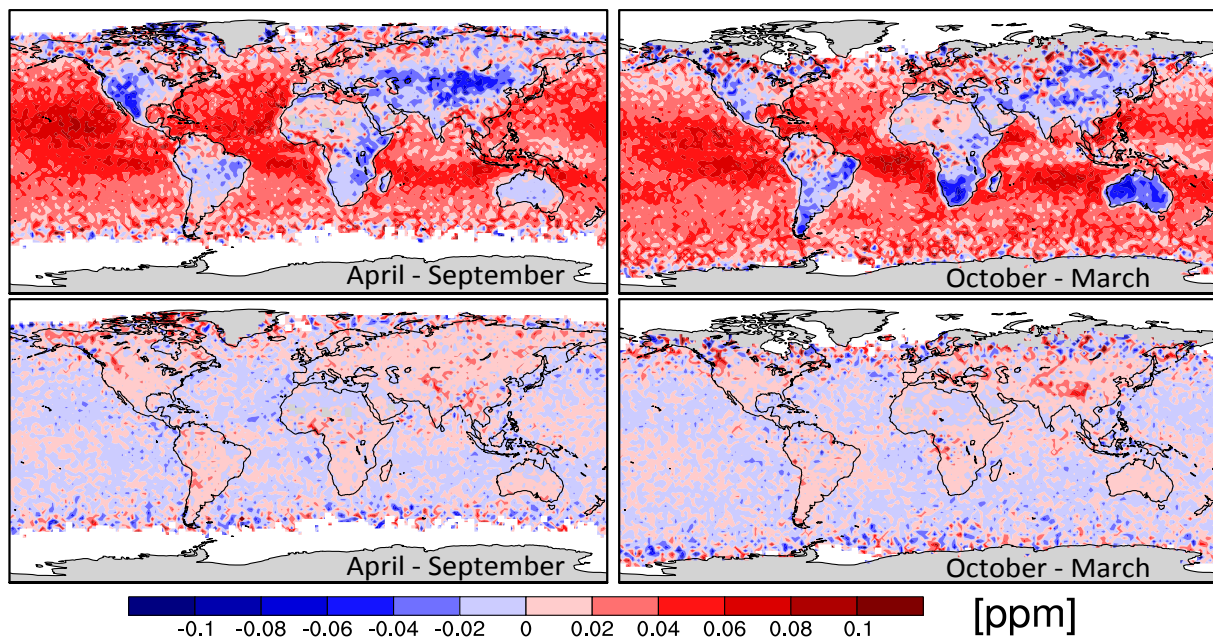 April - September
October - March
April - September
October - March
-0.1 -0.08 -0.06 -0.04 -0.02 0 0.02 0.04 0.06 0.08 0.1 [ppm]